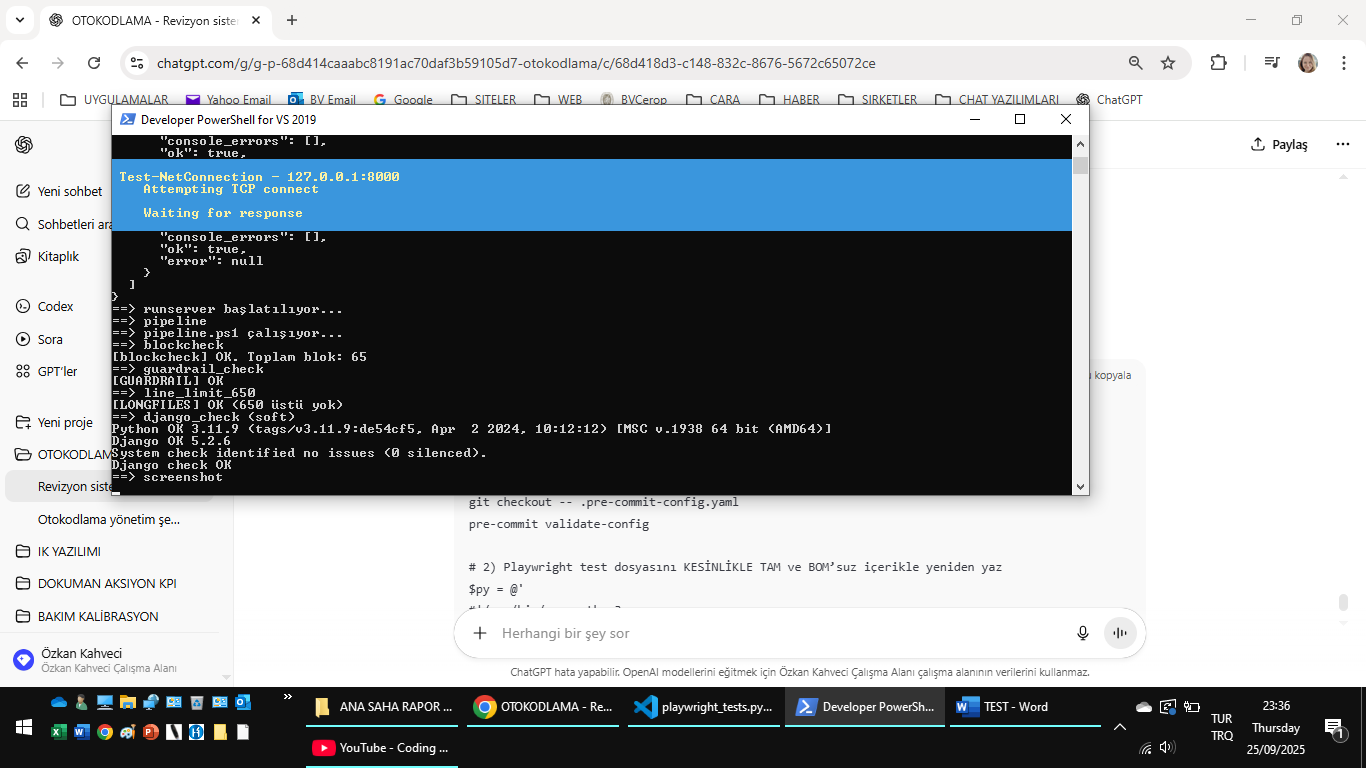 OTOKODLAMA - Revizyon siste
chatgpt.com/g/g-p-68d414caaabc8191ac70daf3b59105d7-otokodlama/c/68d418d3-c148-832c-8676-5672c65072ce
UYGULAMALAR
Yahoo Email
BV Email
Google
SITELER
WEB
BVCerop
CARA
HABER
SIRKETLER
CHAT YAZILIMLARI
ChatGPT
Developer PowerShell for VS 2019
"console_errors": [],
"ok": true,
Test-NetConnection - 127.0.0.1:8000
Attempting TCP connect
Waiting for response
"console_errors": [],
"ok": true,
"error": null
}
]
}
==> runserver başlatılıyor...
==> pipeline
==> pipeline.ps1 çalışıyor...
==> blockcheck
[blockcheck] OK. Toplam blok: 65
==> guardrail_check
[GUARDRAIL] OK
==> line_limit_650
[LONGFILES] OK (650 üstü yok)
==> django_check (soft)
Python OK 3.11.9 (tags/v3.11.9:de54cf5, Apr  2 2024, 10:12:12) [MSC v.1938 64 bit (AMD64)]
Django OK 5.2.6
System check identified no issues (0 silenced).
Django check OK
==> screenshot
Paylaş
Yeni sohbet
Sohbetleri ara
Kitaplık
Codex
Sora
GPT'ler
Yeni proje
OTOKODLAM
Revizyon siste
Otokodlama yönetim şe...
IK YAZILIMI
DOKUMAN AKSIYON KPI
BAKIM KALİBRASYON
Özkan Kahveci
Özkan Kahveci Çalışma Alanı
kopyala
git checkout -- .pre-commit-config.yaml
pre-commit validate-config
# 2) Playwright test dosyasını KESİNLİKLE TAM ve BOM’suz içerikle yeniden yaz
$py = @'
Herhangi bir şey sor
ChatGPT hata yapabilir. OpenAI modellerini eğitmek için Özkan Kahveci Çalışma Alanı çalışma alanının verilerini kullanmaz.
ANA SAHA RAPOR ...
OTOKODLAMA - Re...
playwright_tests.py...
Developer PowerSh...
TEST - Word
YouTube - Coding ...
TUR
TRQ
23:36
Thursday
25/09/2025
1